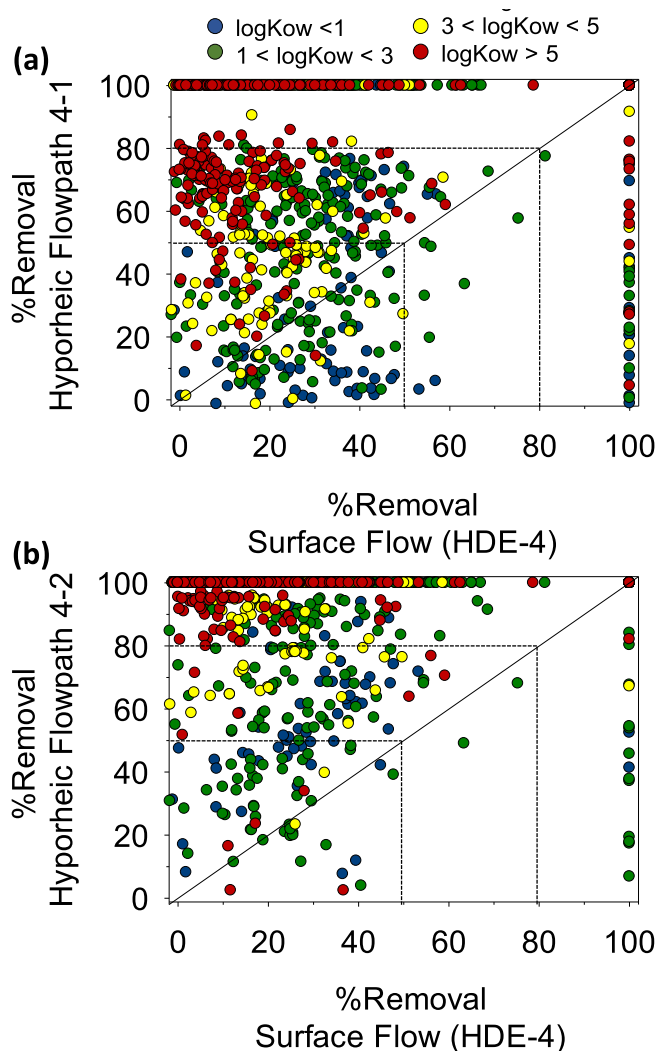 logKow <1
3 < logKow < 5
1 < logKow < 3
logKow > 5
(a)
100
80
60
40
20
0
%Removal
Hyporheic Flowpath 4-1
0 20 40 60 80 100
%Removal
Surface Flow (HDE-4)
(b)
100
80
60
40
20
0
%Removal
Hyporheic Flowpath 4-2
0 20 40 60 80 100
%Removal
Surface Flow (HDE-4)